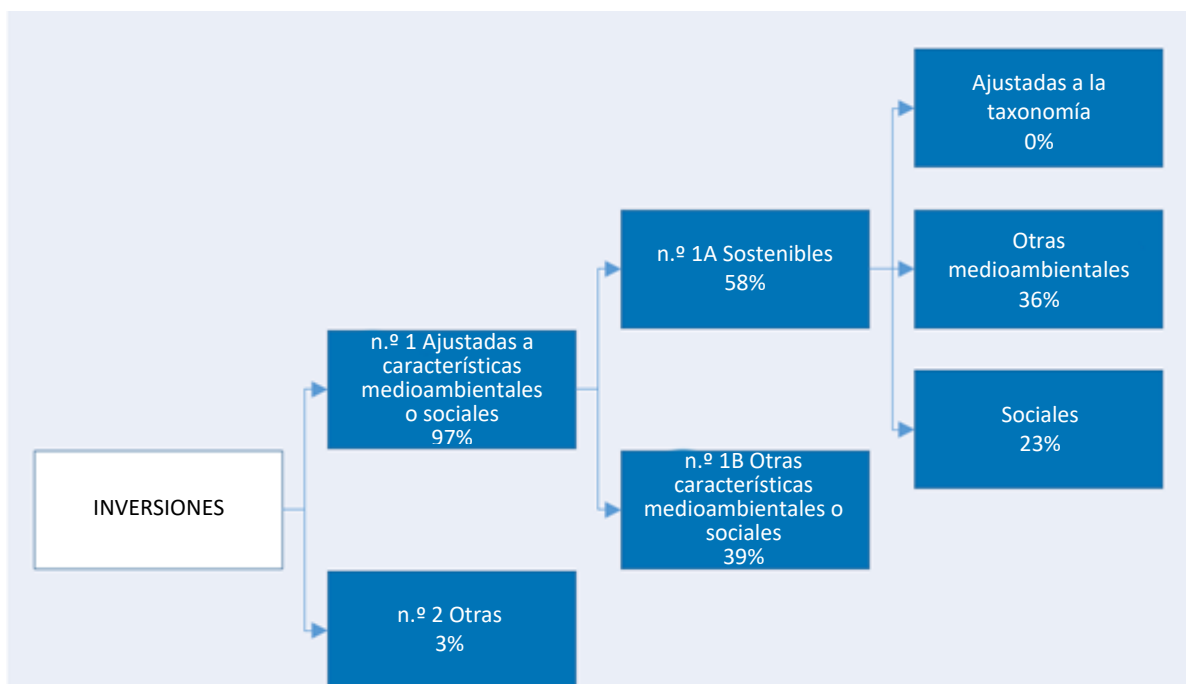 INVERSIONES
n.º 1 Ajustadas a
características
medioambientales
o sociales
97%
n.º 2 Otras
3%
n.º 1A Sostenibles
58%
n.º 1B Otras
características
medioambientales o
sociales
39%
Ajustadas a la
taxonomía
0%
Otras
medioambientales
36%
Sociales
23%